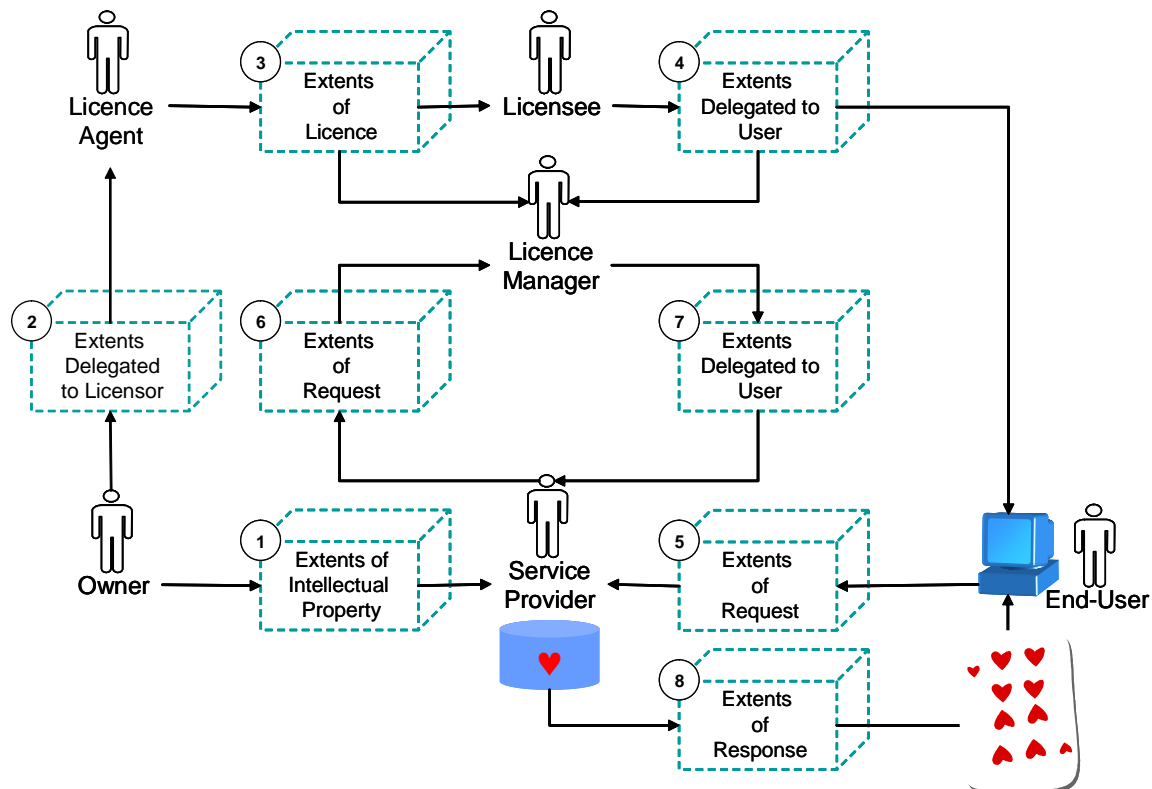 3
Extents
of
Licence
4
Extents
Delegated to
User
Licence
Agent
Licensee
Licence
Manager
2
Extents
Delegated
to Licensor
6
Extents
of
Request
7
Extents
Delegated to
User
1
Extents of
Intellectual
Property
Owner
Service
Provider
5
Extents
of
Request
End-User
8
Extents
of
Response